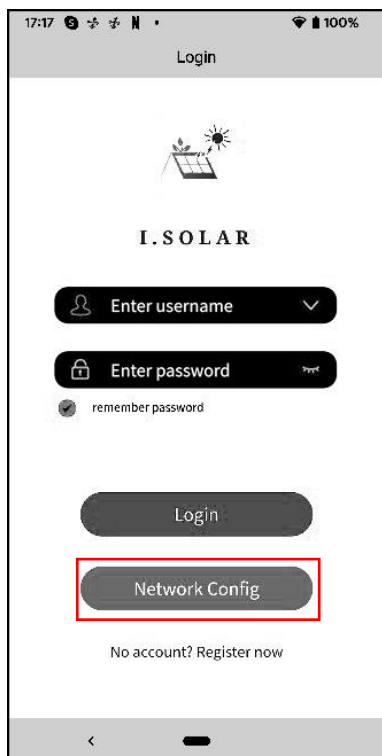 17:17 100%
Login
I.SOLAR
Enter username
Enter password
remember password
Login
Network Config
No account? Register now